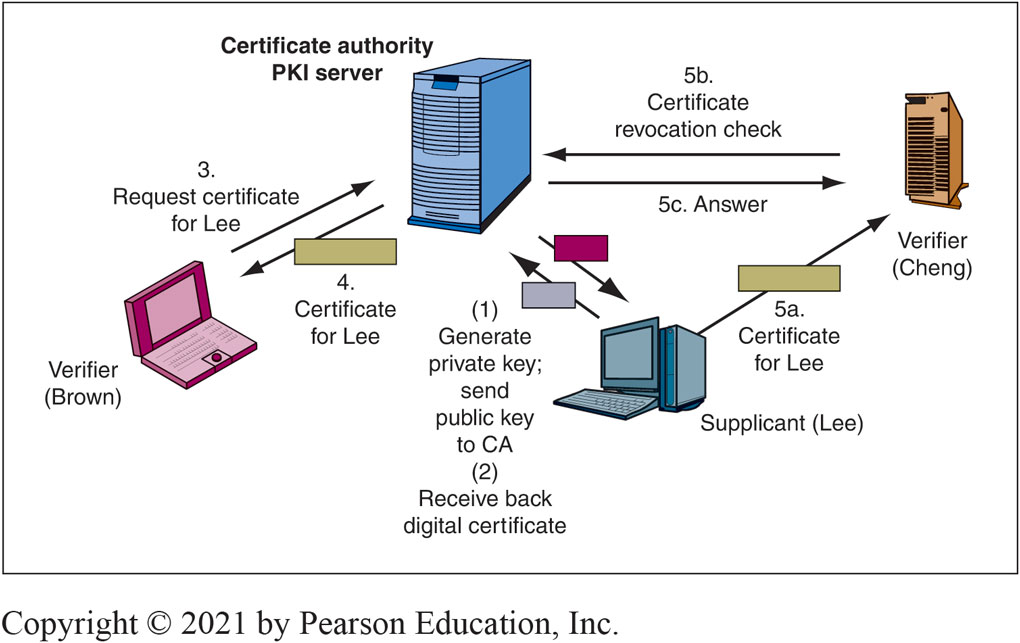 Certificate authority
PKI server
3.
Request certificate
for Lee
4.
Certificate
for Lee
Verifier
(Brown)
(1)
Generate
private key;
send
public key
to CA
(2)
Receive back
digital certificate
5b.
Certificate
revocation check
5c. Answer
Verifier
(Cheng)
5a.
Certificate
for Lee
Supplicant (Lee)
Copyright © 2021 by Pearson Education, Inc.